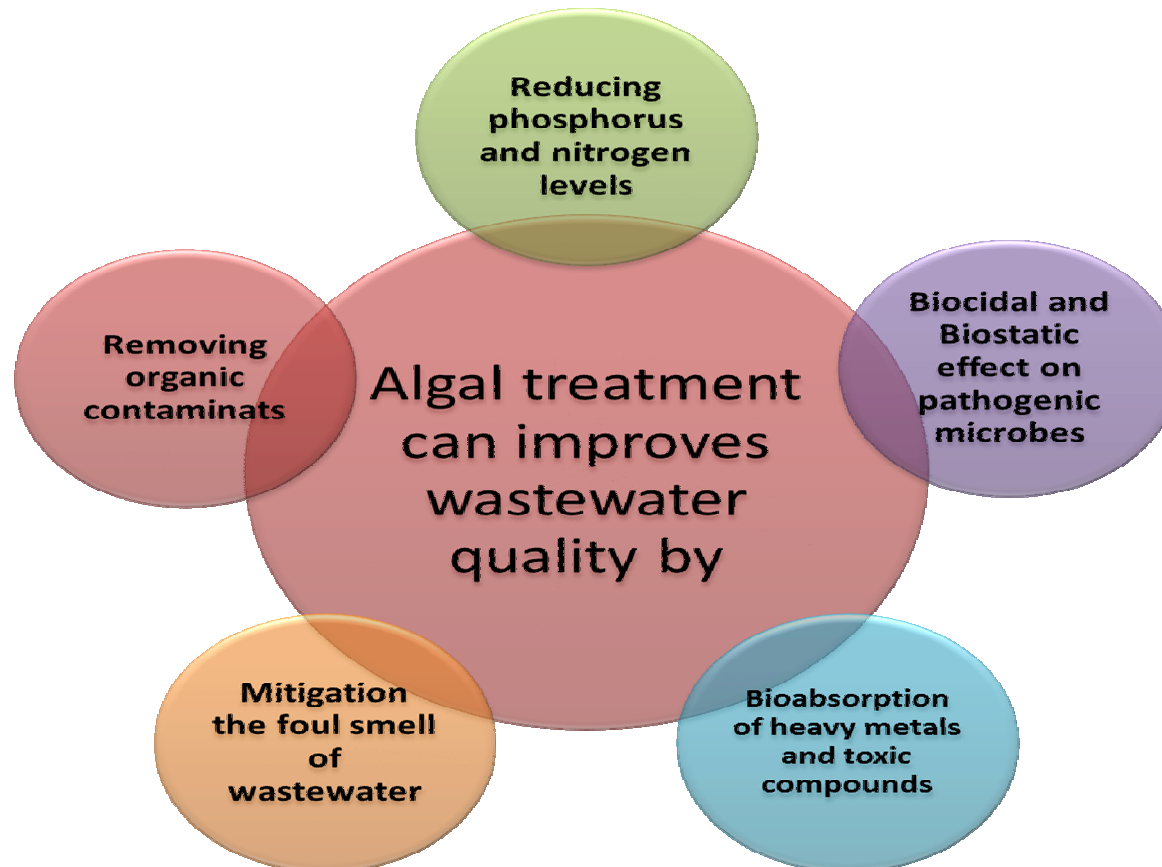 Reducing
phosphorus
and nitrogen
levels
Biocidal and
Biostatic
effect on
pathogenic
microbes
Removing
organic
contaminats
Algal treatment
can improves
wastewater
quality by
Mitigation
the foul smell
of
wastewater
Bioabsorption
of heavy metals
and toxic
compounds